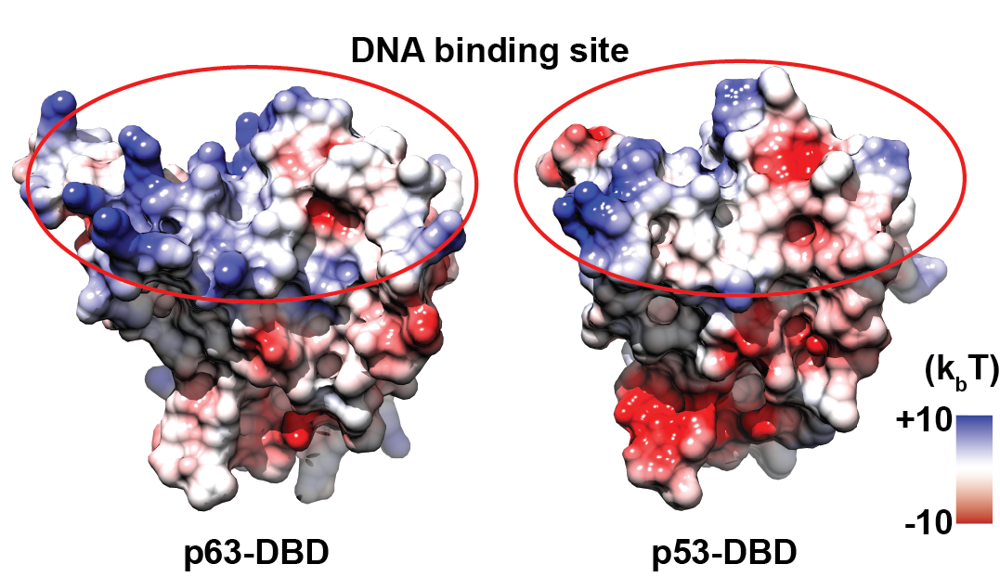 DNA binding site
(kbT)
+10
-10
p63-DBD
p53-DBD